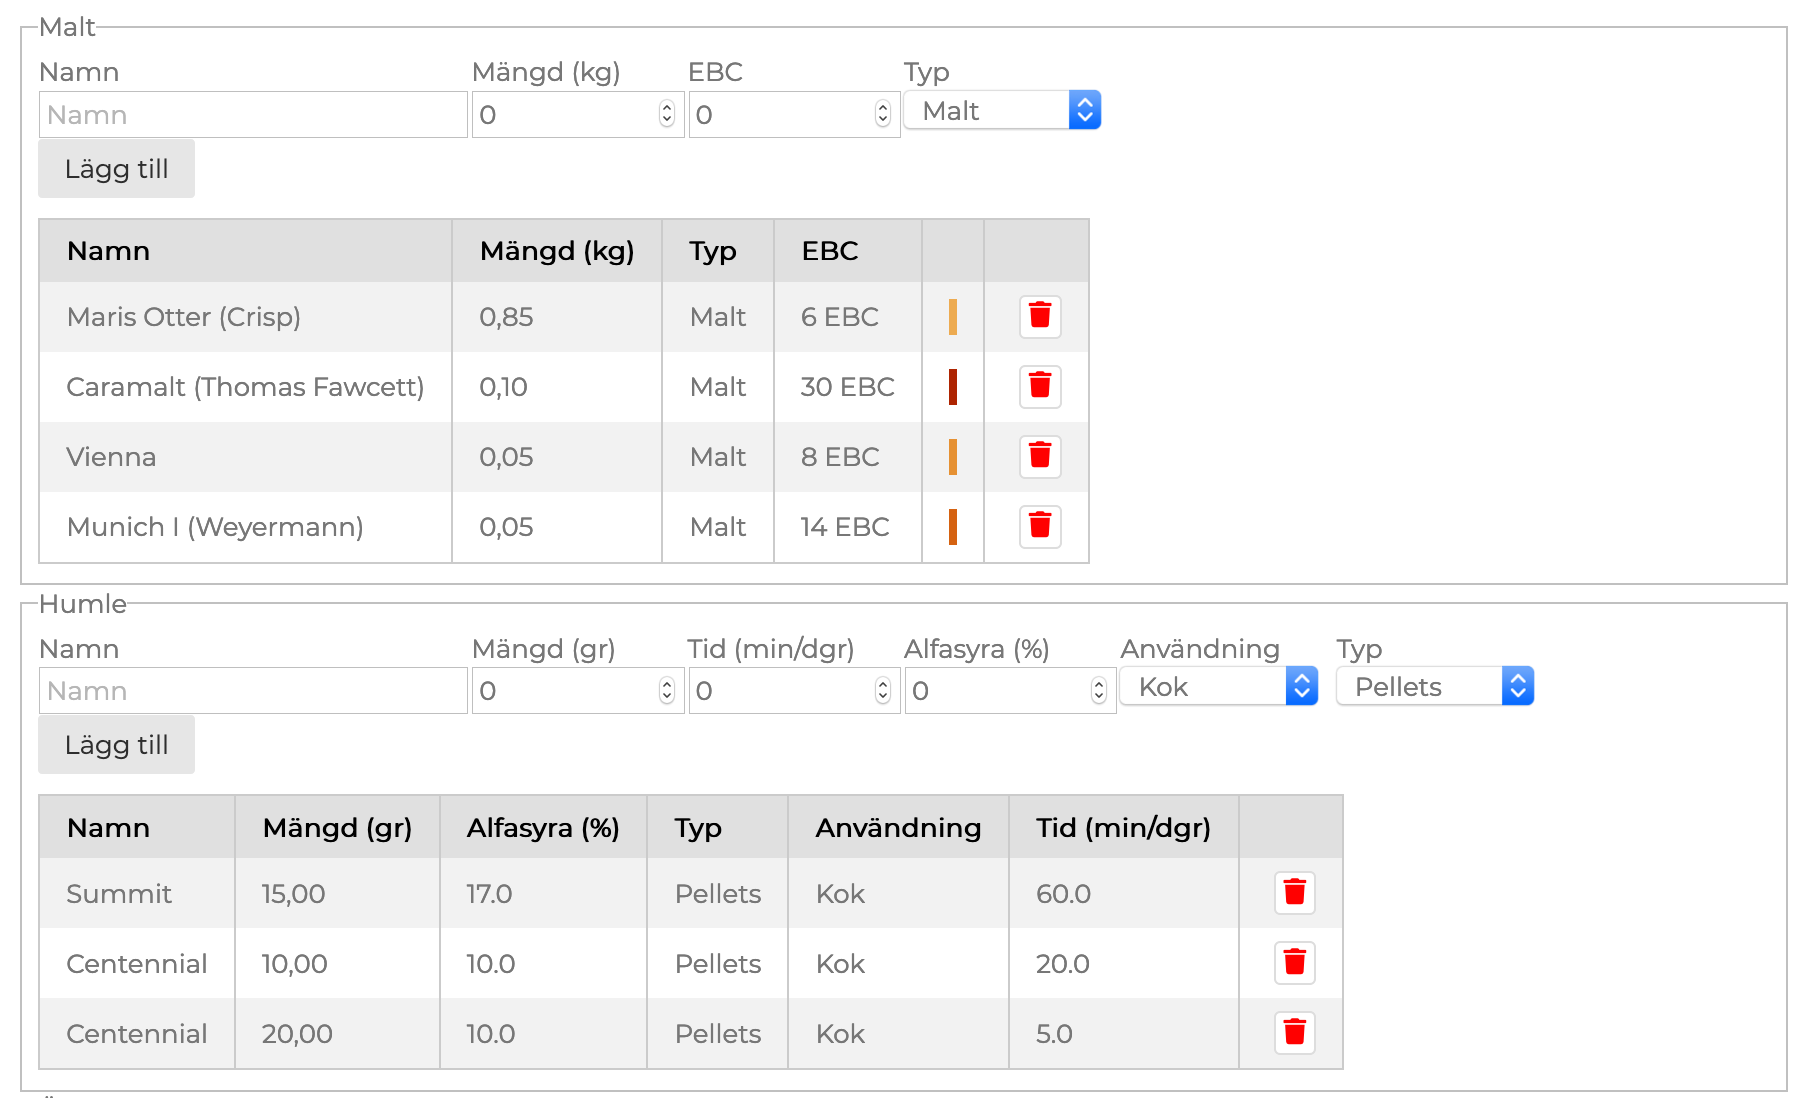 Malt
Namn Mängd (kg) EBC Typ
Namn 0 0 Malt
Lägg till
Namn Mängd (kg) Typ EBC
Maris Otter (Crisp) 0,85 Malt 6 EBC
Caramalt (Thomas Fawcett) 0,10 Malt 30 EBC
Vienna 0,05 Malt 8 EBC
Munich I (Weyermann) 0,05 Malt 14 EBC
Humle
Namn Mängd (gr) Tid (min/dgr) Alfasyra (%) Användning Typ
Namn 0 0 0 Kok Pellets
Lägg till
Namn Mängd (gr) Alfasyra (%) Typ Användning Tid (min/dgr)
Summit 15,00 17.0 Pellets Kok 60.0
Centennial 10,00 10.0 Pellets Kok 20.0
Centennial 20,00 10.0 Pellets Kok 5.0